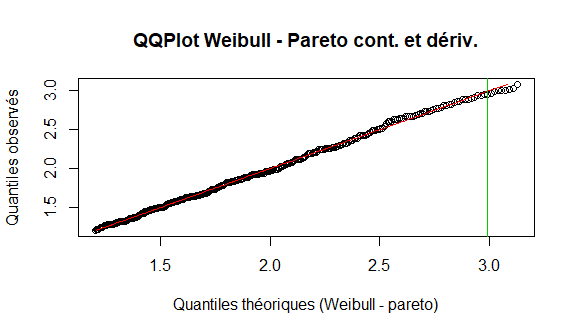 QQPlot Weibull - Pareto cont. et dériv.
Quantiles observés
3.0
2.5
2.0
1.5
1.5 2.0 2.5 3.0
Quantiles théoriques (Weibull - pareto)